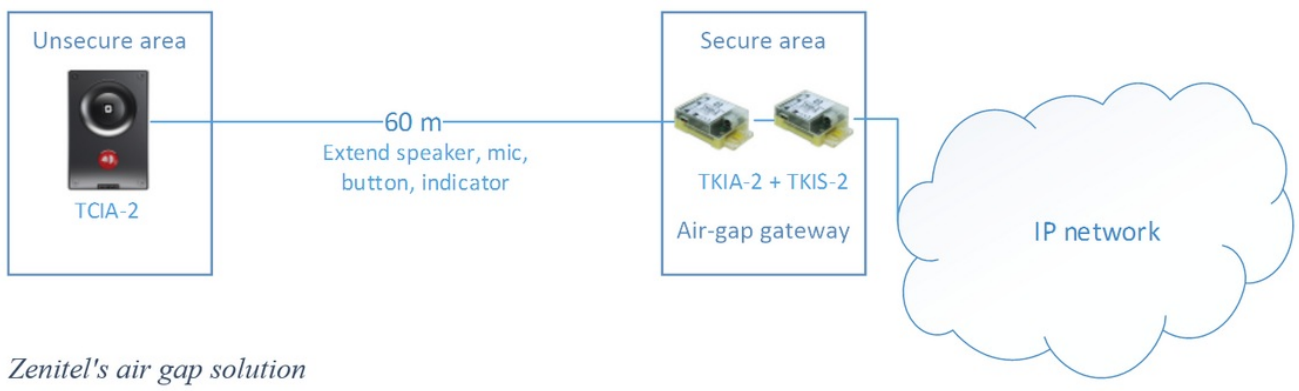 Unsecure area
TCIA-2
60 m
Extend speaker, mic,
button, indicator
Secure area
TKIA-2 + TKIS-2
Air-gap gateway
IP network
Zenitel's air gap solution